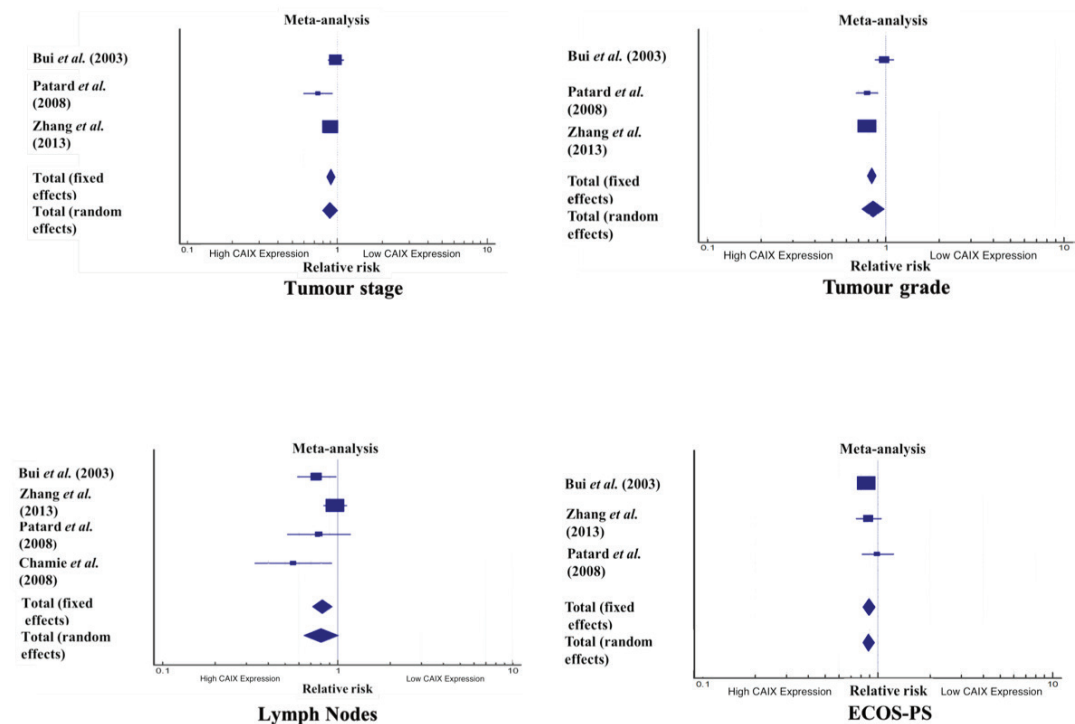 Meta-analysis
Bui et al. (2003)
Patard et al.
(2008)
Zhang et al.
(2013)
Total (fixed
effects)
Total (random
effects)
0.1 1 10
High CAIX Expression Low CAIX Expression
Relative risk
Tumour stage
Meta-analysis
Bui et al. (2003)
Patard et al.
(2008)
Zhang et al.
(2013)
Total (fixed
effects)
Total (random
effects)
0.1 1 10
High CAIX Expression Low CAIX Expression
Relative risk
Tumour grade
Meta-analysis
Bui et al. (2003)
Zhang et al.
(2013)
Patard et al.
(2008)
Chamie et al.
(2008)
Total (fixed
effects)
Total (random
effects)
0.1 1 10
High CAIX Expression Low CAIX Expression
Relative risk
Lymph Nodes
Meta-analysis
Bui et al. (2003)
Zhang et al.
(2013)
Patard et al.
(2008)
Total (fixed
effects)
Total (random
effects)
0.1 1 10
High CAIX Expression Relative risk Low CAIX Expression
ECOS-PS